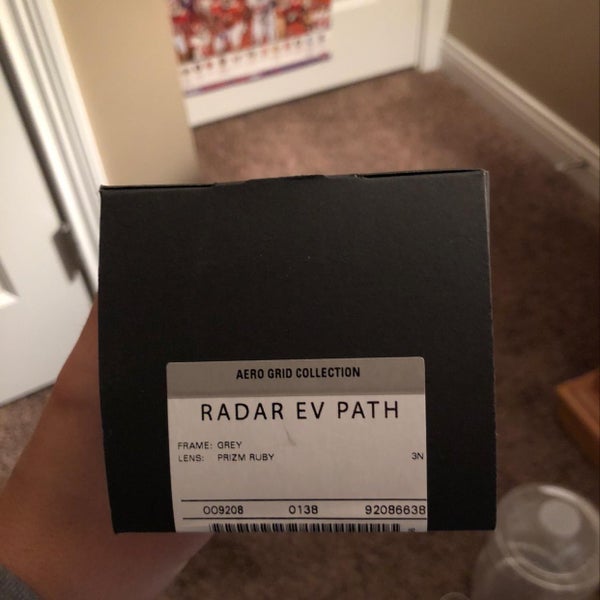 AERO GRID COLLECTION
RADAR EV PATH
FRAME: GREY
LENS: PRIZM RUBY 3N
009208 0138 92086638